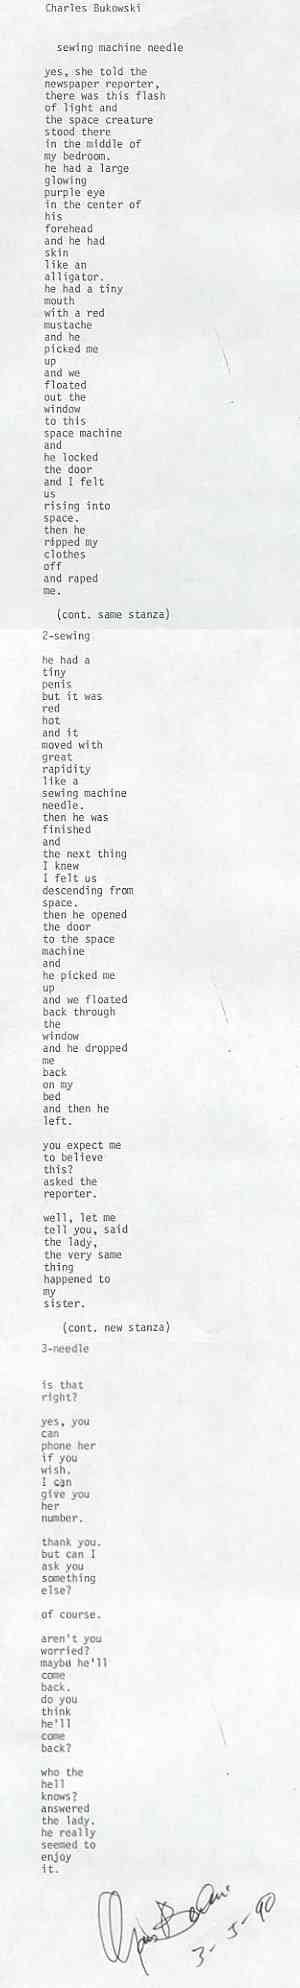 Charles Bukowski
sewing machine needle
yes, she told the
newspaper reporter,
there was this flash
of light and
the space creature
stood there
in the middle of
my bedroom.
he had a large
glowing
purple eye
in the center of
his
forehead
and he had
skin
like an
alligator.
he had a tiny
mouth
with a red
mustache
and he
picked me
up
and we
floated
out the
window
to this
space machine
and
he locked
the door
and I felt
us
rising into
space.
then he
ripped my
clothes
off
and raped
me.
(cont. same stanza)
2-sewing
he had a
tiny
penis
but it was
red
hot
and it
moved with
great
rapidity
like a
sewing machine
needle.
then he was
finished
and
the next thing
I knew
I felt us
descending from
space.
then he opened
the door
to the space
machine
and
he picked me
up
and we floated
back through
the
window
and he dropped
me
back
on my
bed
and then he
left.
you expect me
to believe
this?
asked the
reporter.
well, let me
tell you, said
the lady,
the very same
thing
happened to
my
sister.
(cont. new stanza)
3-needle
is that
right?
yes, you
can
phone her
if you
wish.
I can
give you
her
number.
thank you.
but can I
ask you
something
else?
of course.
aren't you
worried?
maybe he'll
come
back.
do you
think
he'll
come
back?
who the
hell
knows?
answered
the lady.
he really
seemed to
enjoy
it.
3-5-90